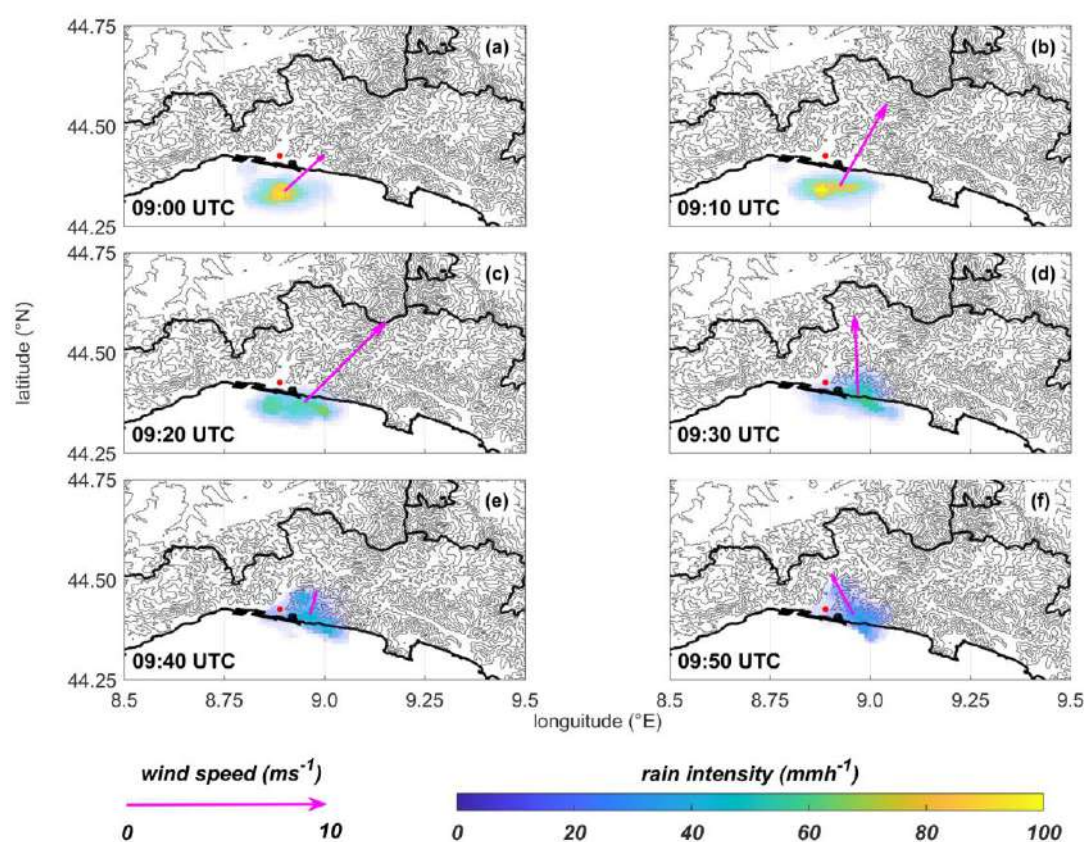 44.75
(a)
(b)
44.50
09:00 UTC
09:10 UTC
44.25
44.75
(c)
(d)
latitude (°N)
44.50
09:20 UTC
09:30 UTC
44.25
44.75
(e)
(f)
44.50
09:40 UTC
09:50 UTC
44.25
8.5 8.75 9.0 9.25 9.5 8.5 8.75 9.0 9.25 9.5
longuitude (°E)
wind speed (ms⁻¹)
rain intensity (mmh⁻¹)
0 10
0 20 40 60 80 100